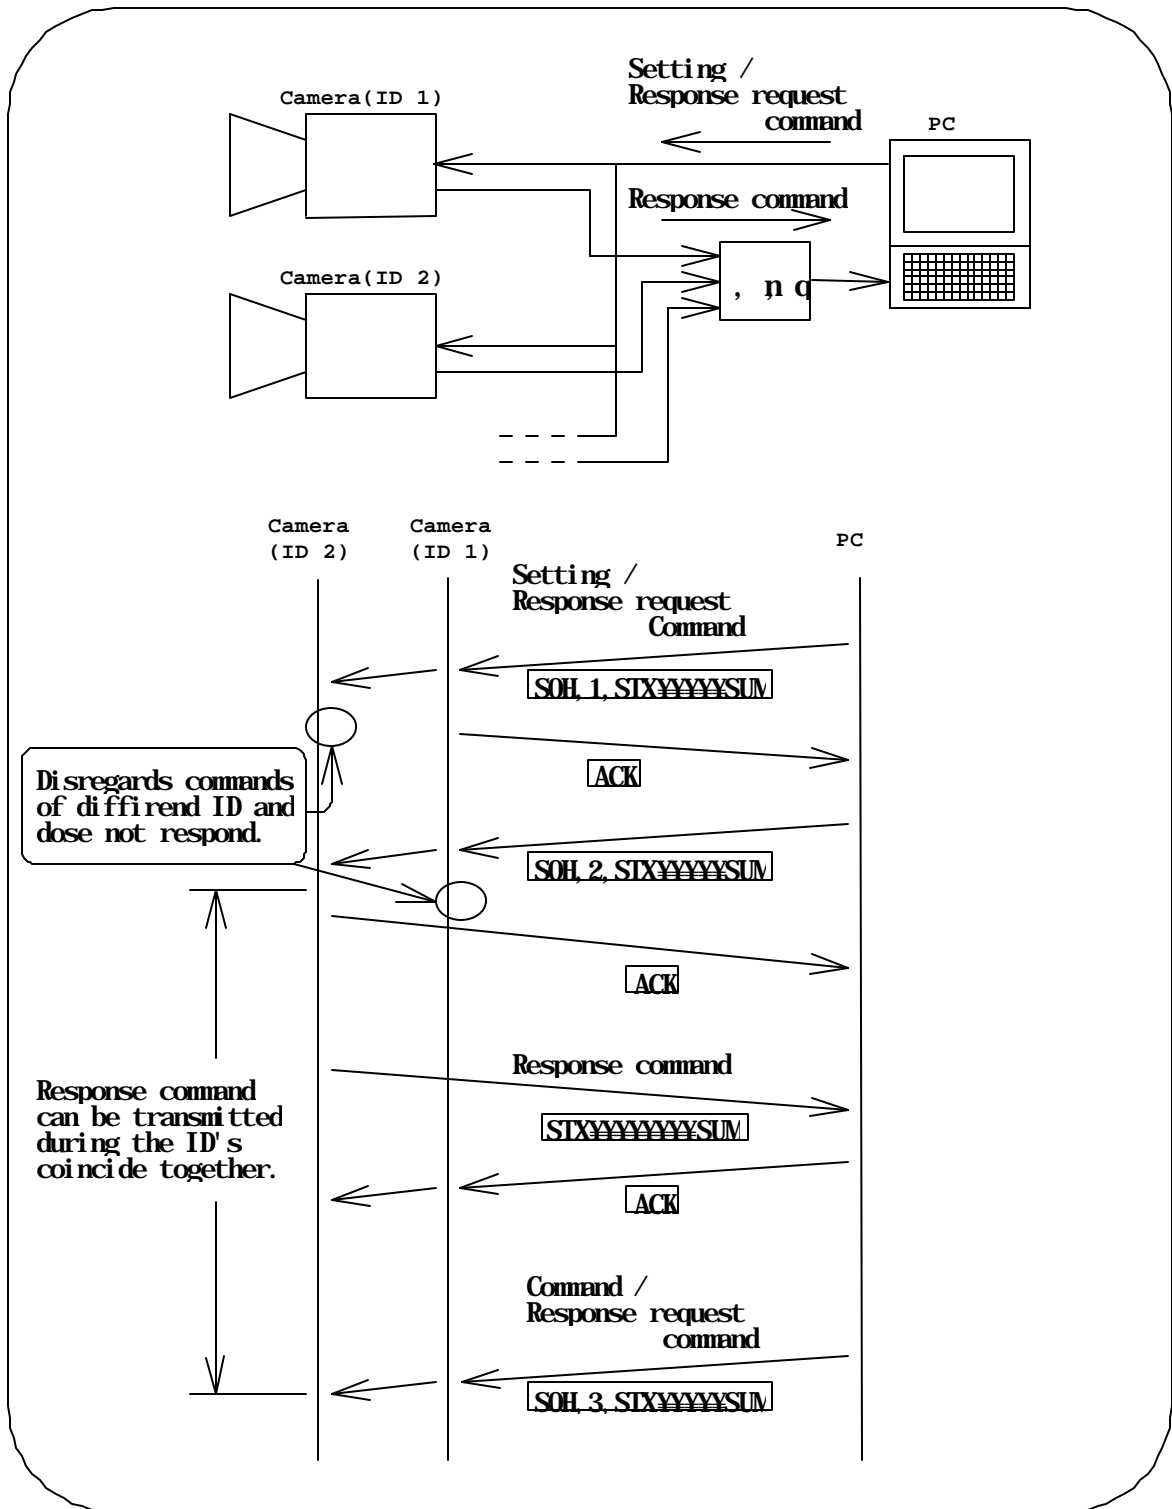 Setting /
Response request
command
Camera(ID 1)
PC
Response command
Camera(ID 2)
, n q
Camera
(ID 2)
Camera
(ID 1)
PC
Setting /
Response request
Command
SOH, 1, STX¥¥¥¥¥SUM
ACK
Disregards commands
of diffirend ID and
dose not respond.
SOH, 2, STX¥¥¥¥¥SUM
ACK
Response command
STX¥¥¥¥¥¥¥¥SUM
Response command
can be transmitted
during the ID's
coincide together.
ACK
Command /
Response request
command
SOH, 3, STX¥¥¥¥¥SUM